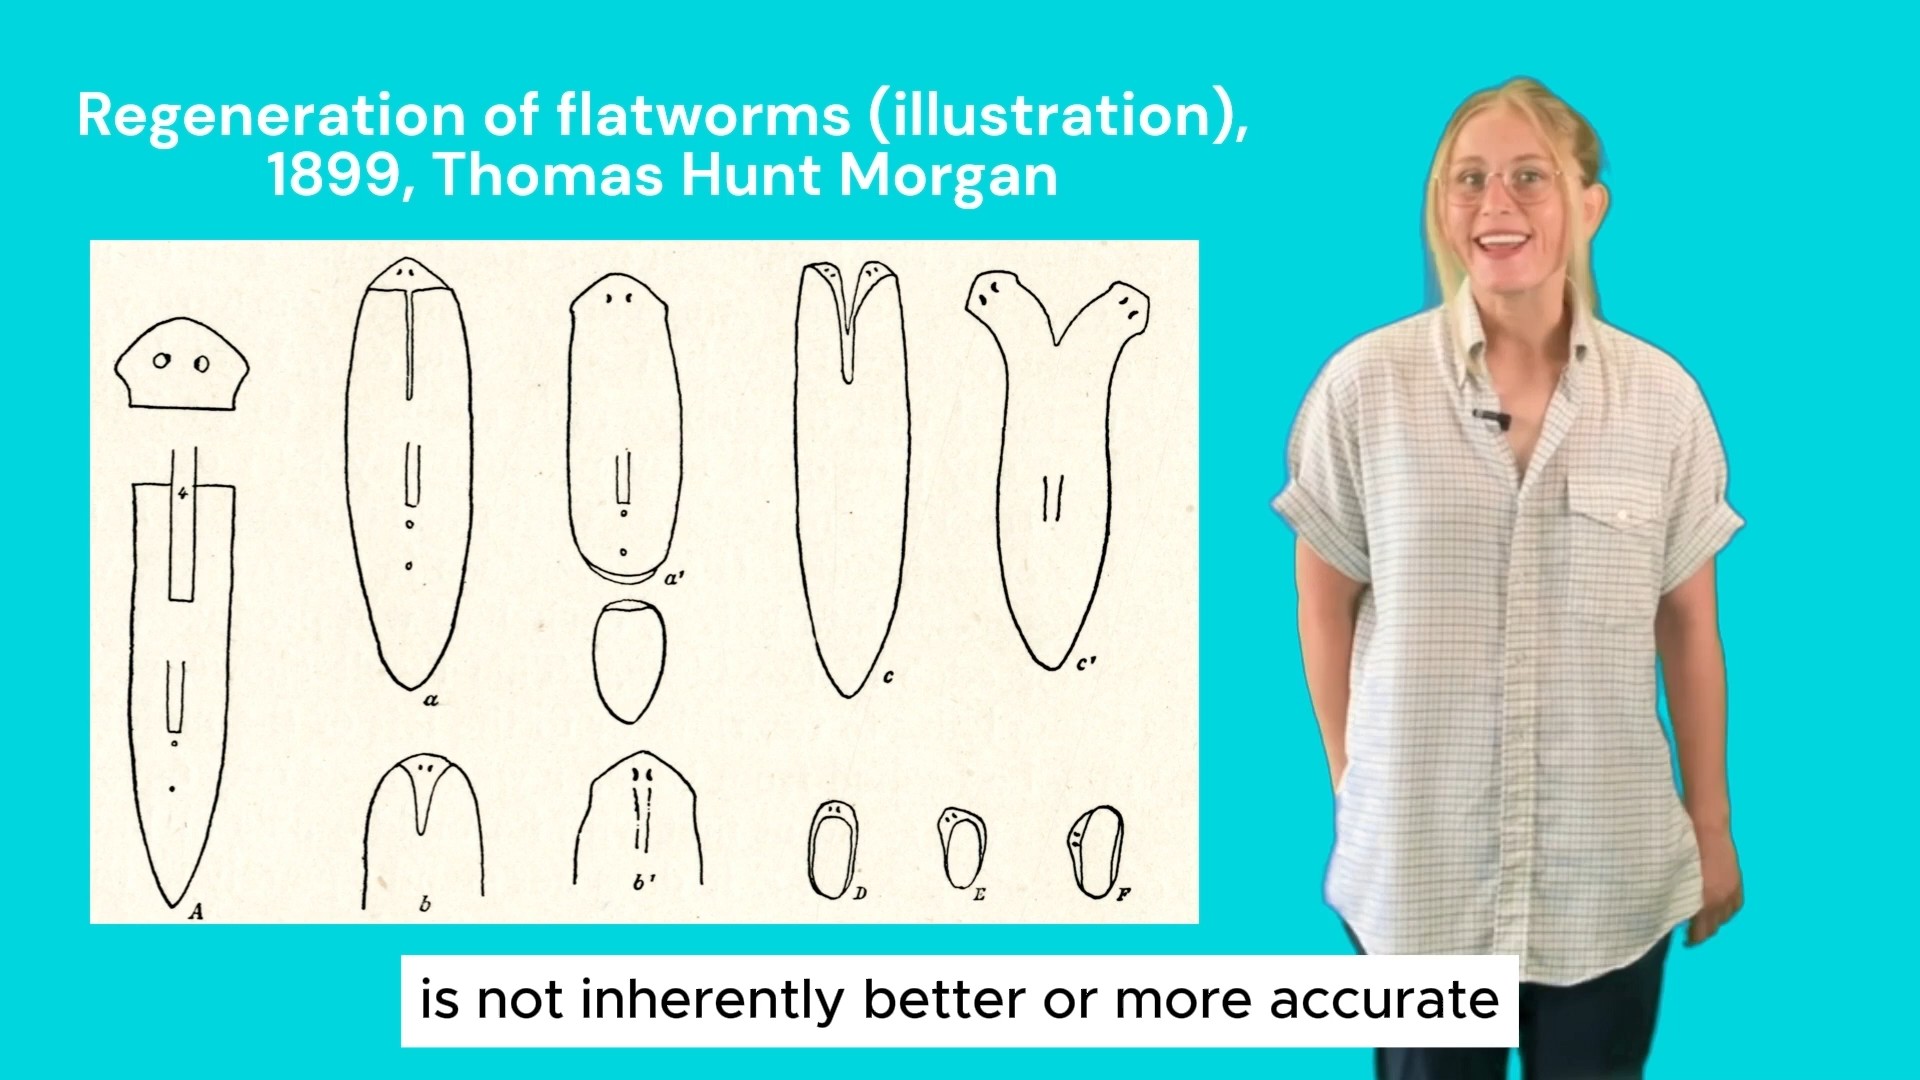 Regeneration of flatworms (illustration),
1899, Thomas Hunt Morgan
4
a
a'
c
c'
A
b
b'
D
E
F
is not inherently better or more accurate